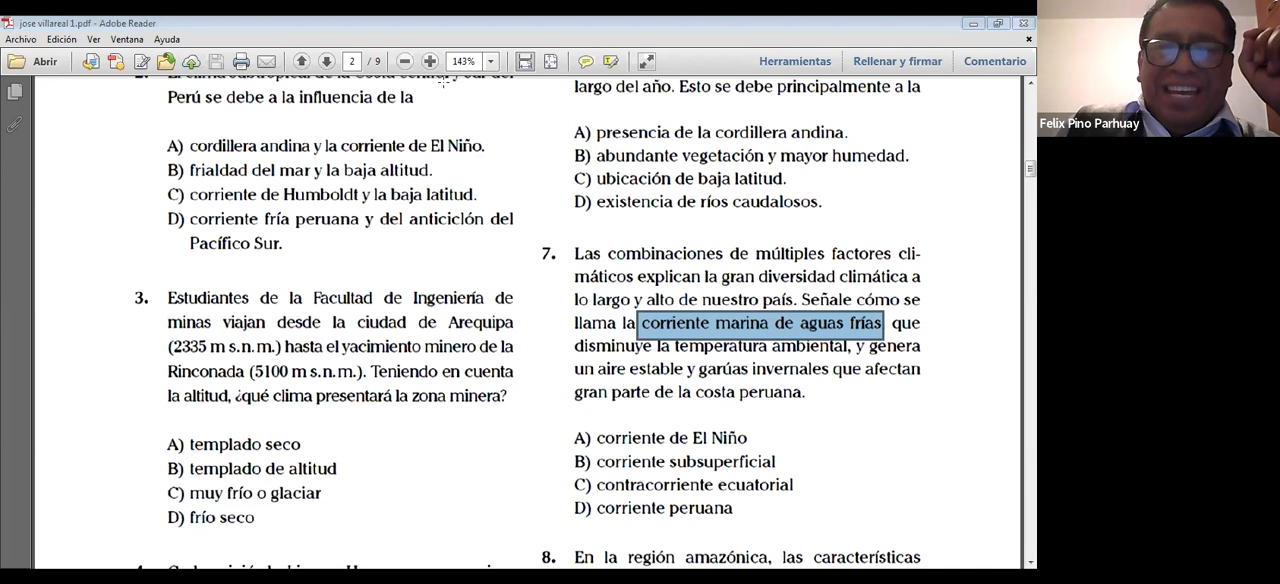 jose villareal 1.pdf - Adobe Reader
Archivo Edición Ver Ventana Ayuda
Abrir 2 / 9 143% Herramientas Rellenar y firmar Comentario
Perú se debe a la influencia de la
A) cordillera andina y la corriente de El Niño.
B) frialdad del mar y la baja altitud.
C) corriente de Humboldt y la baja latitud.
D) corriente fría peruana y del anticiclón del
Pacífico Sur.
3. Estudiantes de la Facultad de Ingeniería de
minas viajan desde la ciudad de Arequipa
(2335 m s.n.m.) hasta el yacimiento minero de la
Rinconada (5100 m s.n.m.). Teniendo en cuenta
la altitud, ¿qué clima presentará la zona minera?
A) templado seco
B) templado de altitud
C) muy frío o glaciar
D) frío seco
largo del año. Esto se debe principalmente a la
A) presencia de la cordillera andina.
B) abundante vegetación y mayor humedad.
C) ubicación de baja latitud.
D) existencia de ríos caudalosos.
7. Las combinaciones de múltiples factores cli-
máticos explican la gran diversidad climática a
lo largo y alto de nuestro país. Señale cómo se
llama la corriente marina de aguas frías que
disminuye la temperatura ambiental, y genera
un aire estable y garúas invernales que afectan
gran parte de la costa peruana.
A) corriente de El Niño
B) corriente subsuperficial
C) contracorriente ecuatorial
D) corriente peruana
8. En la región amazónica, las características
Felix Pino Parhuay